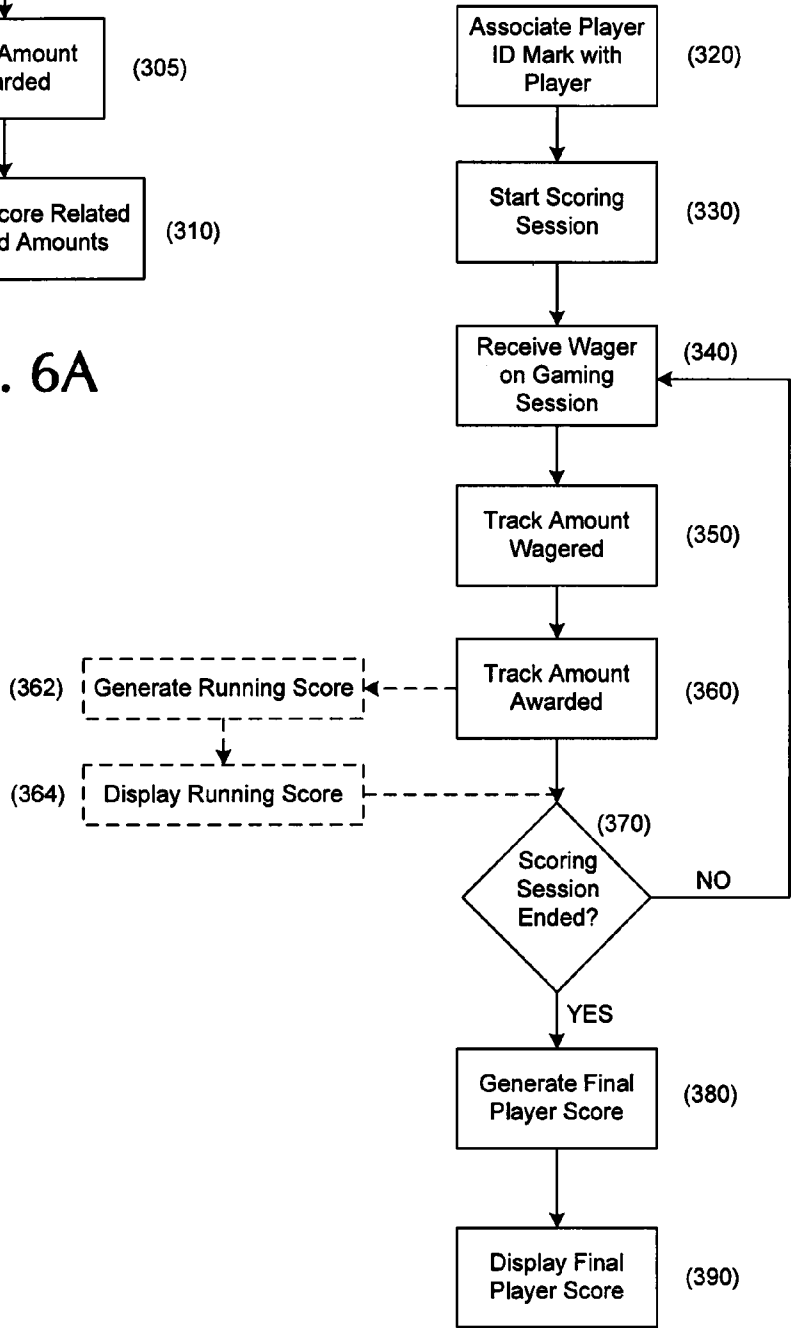 Amount
(305)
core Related
Amounts
(310)
. 6A
Associate Player
ID Mark with
Player
(320)
Start Scoring
Session
(330)
Receive Wager
on Gaming
Session
(340)
Track Amount
Wagered
(350)
Track Amount
Awarded
(360)
(362)
Generate Running Score
(364)
Display Running Score
(370)
Scoring
Session
Ended?
NO
YES
Generate Final
Player Score
(380)
Display Final
Player Score
(390)